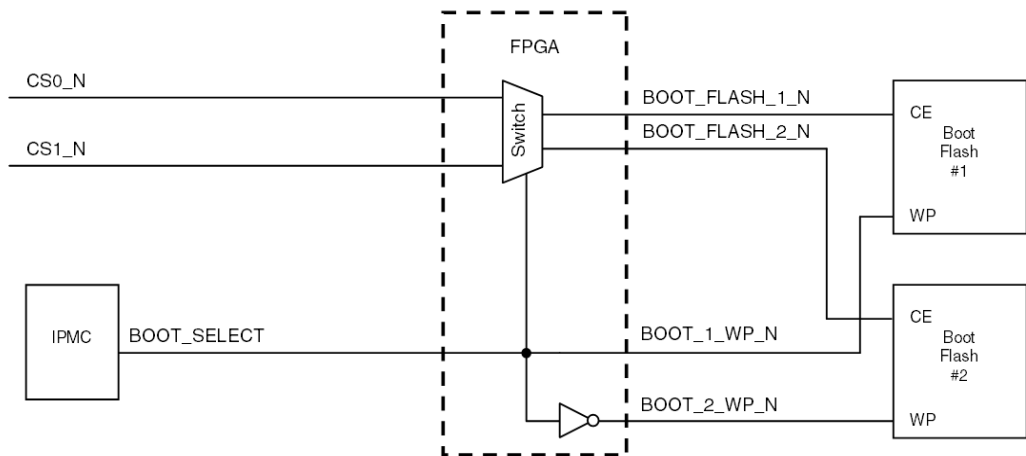 FPGA
CS0_N
BOOT_FLASH_1_N
CE
Boot
Flash
#1
Switch
BOOT_FLASH_2_N
CS1_N
WP
IPMC
BOOT_SELECT
BOOT_1_WP_N
CE
Boot
Flash
#2
BOOT_2_WP_N
WP